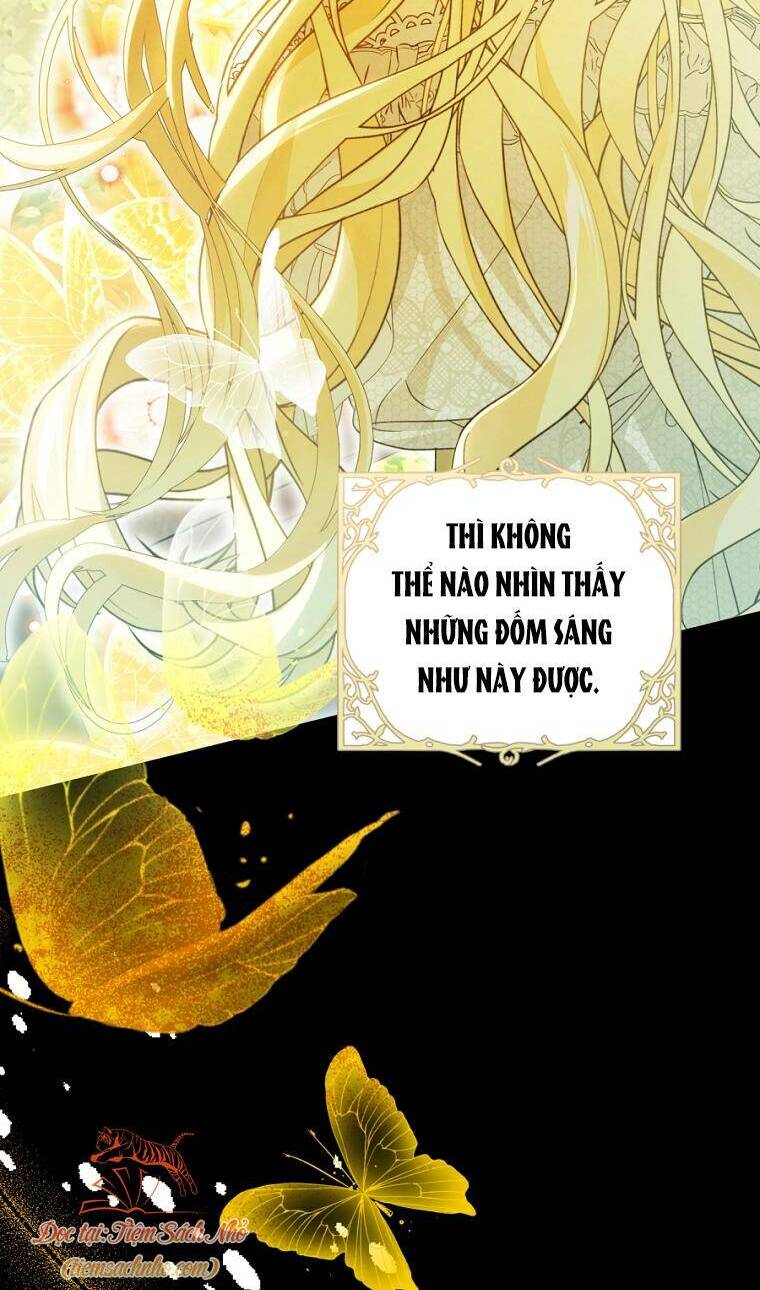 THÌ KHÔNG
THỂ NÀO NHÌN THẤY
NHỮNG ĐỐM SÁNG
NHƯ NÀY ĐƯỢC.
Đọc tại: Tiệm Sách Nhỏ
(tiemsachnho.com)